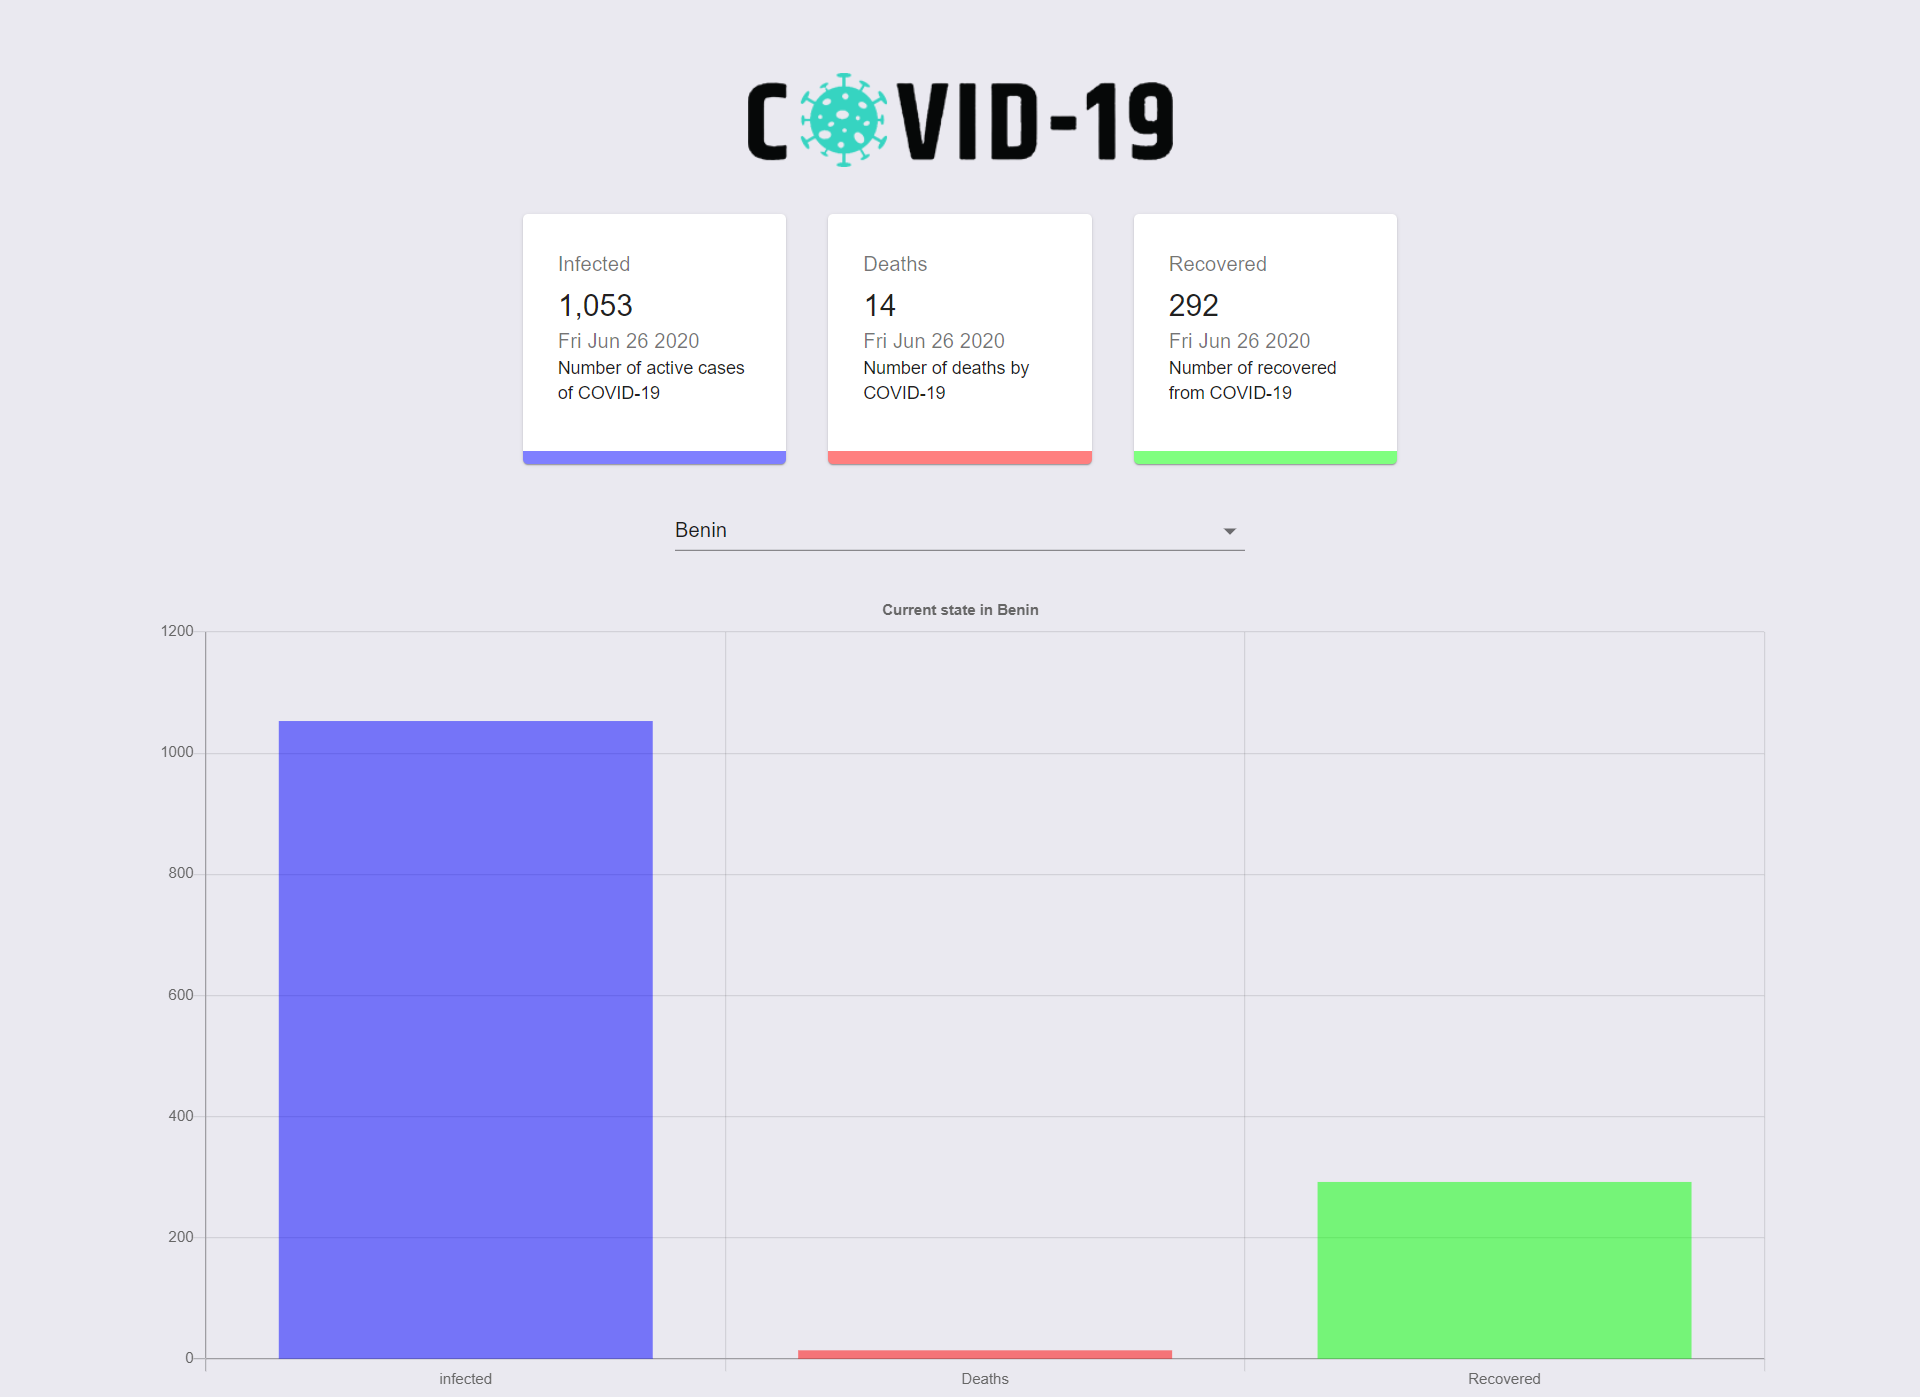 COVID-19
Infected
1,053
Fri Jun 26 2020
Number of active cases
of COVID-19
Deaths
14
Fri Jun 26 2020
Number of deaths by
COVID-19
Recovered
292
Fri Jun 26 2020
Number of recovered
from COVID-19
Benin
Current state in Benin
1200
1000
800
600
400
200
0
infected
Deaths
Recovered